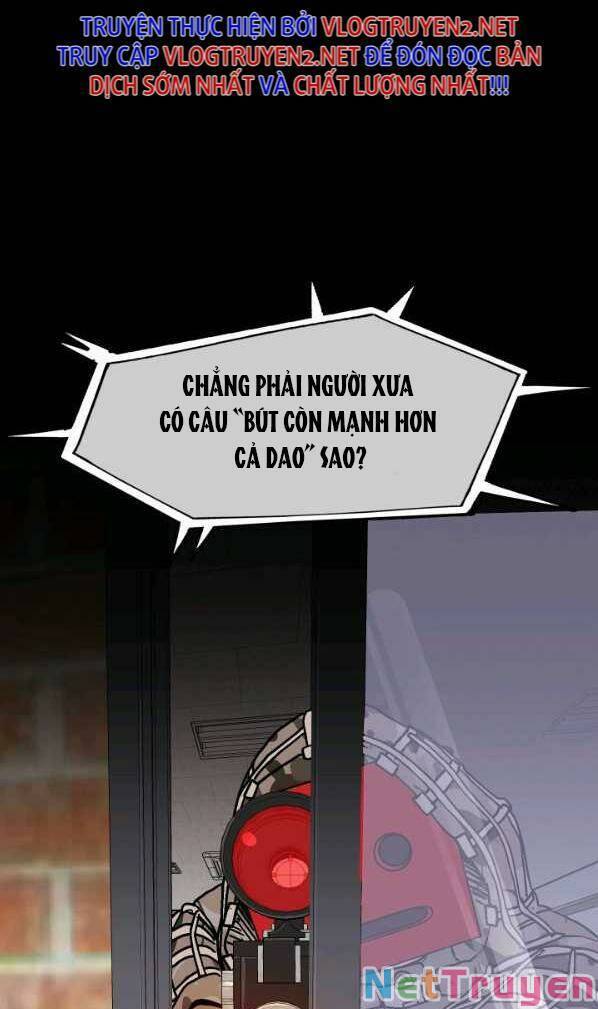 TRUYỆN THỰC HIỆN BỞI VLOGTRUYEN2.NET
TRUY CẬP VLOGTRUYEN2.NET ĐỂ ĐÓN ĐỌC BẢN
DỊCH SỚM NHẤT VÀ CHẤT LƯỢNG NHẤT!!!
CHẲNG PHẢI NGƯỜI XƯA
CÓ CÂU "BÚT CÒN MẠNH HƠN
CẢ DAO" SAO?
NetTruyen